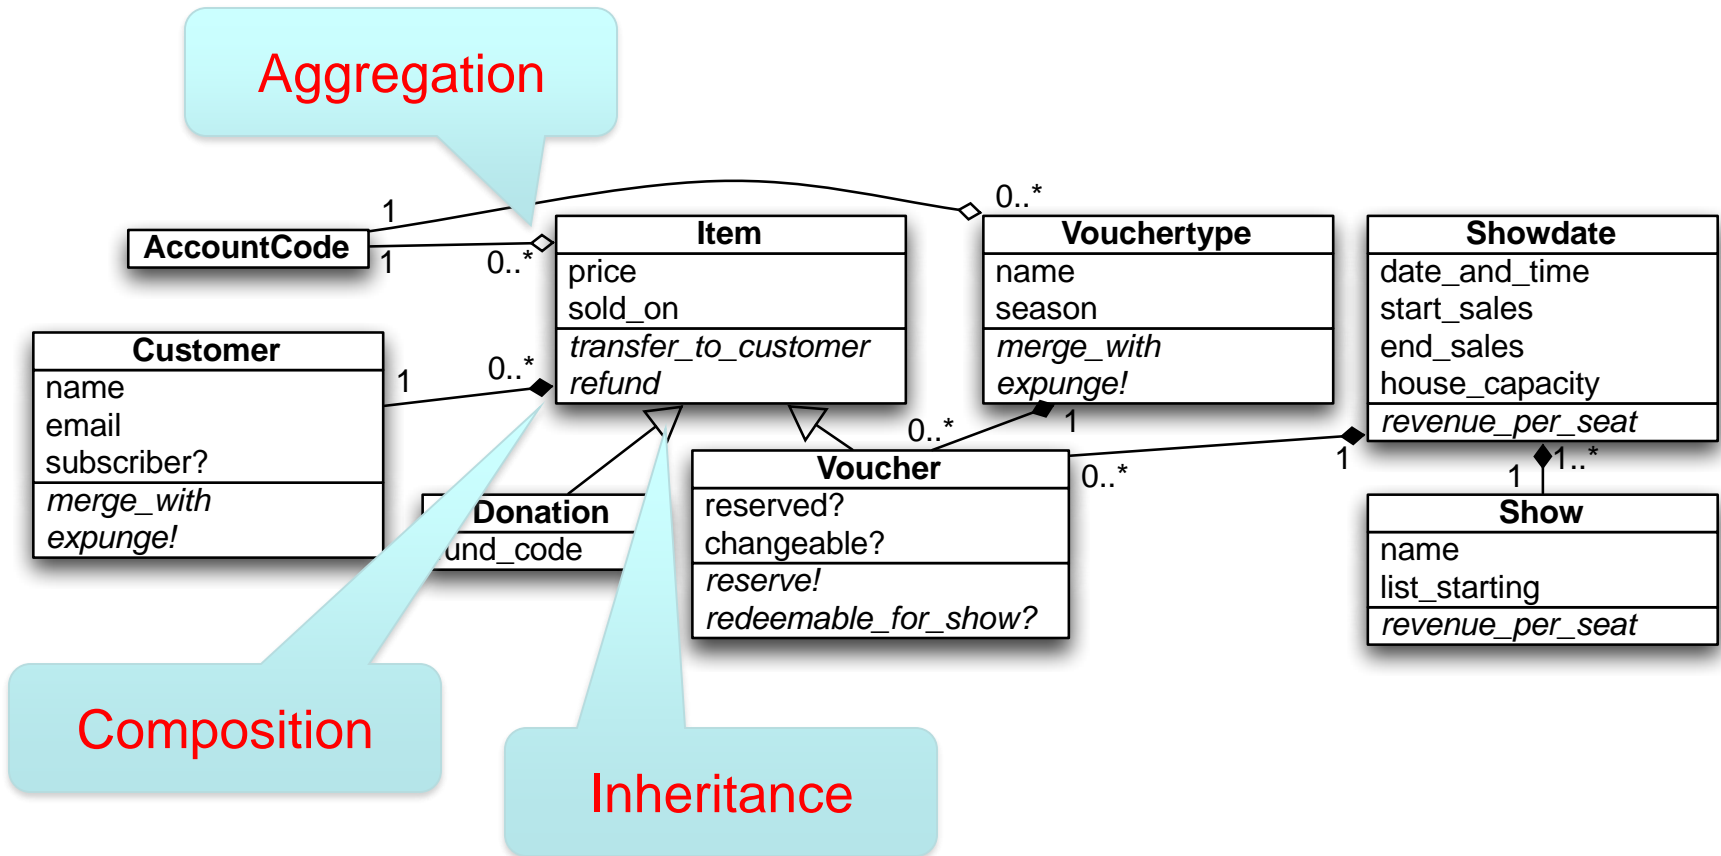 Aggregation
1
0..*
AccountCode
1
0..*
Item
price
sold_on
transfer_to_customer
refund
Vouchertype
name
season
merge_with
expunge!
Showdate
date_and_time
start_sales
end_sales
house_capacity
revenue_per_seat
Customer
name
email
subscriber?
merge_with
expunge!
1
0..*
0..*
1
0..*
1
1
1..*
Donation
und_code
Voucher
reserved?
changeable?
reserve!
redeemable_for_show?
Show
name
list_starting
revenue_per_seat
Composition
Inheritance